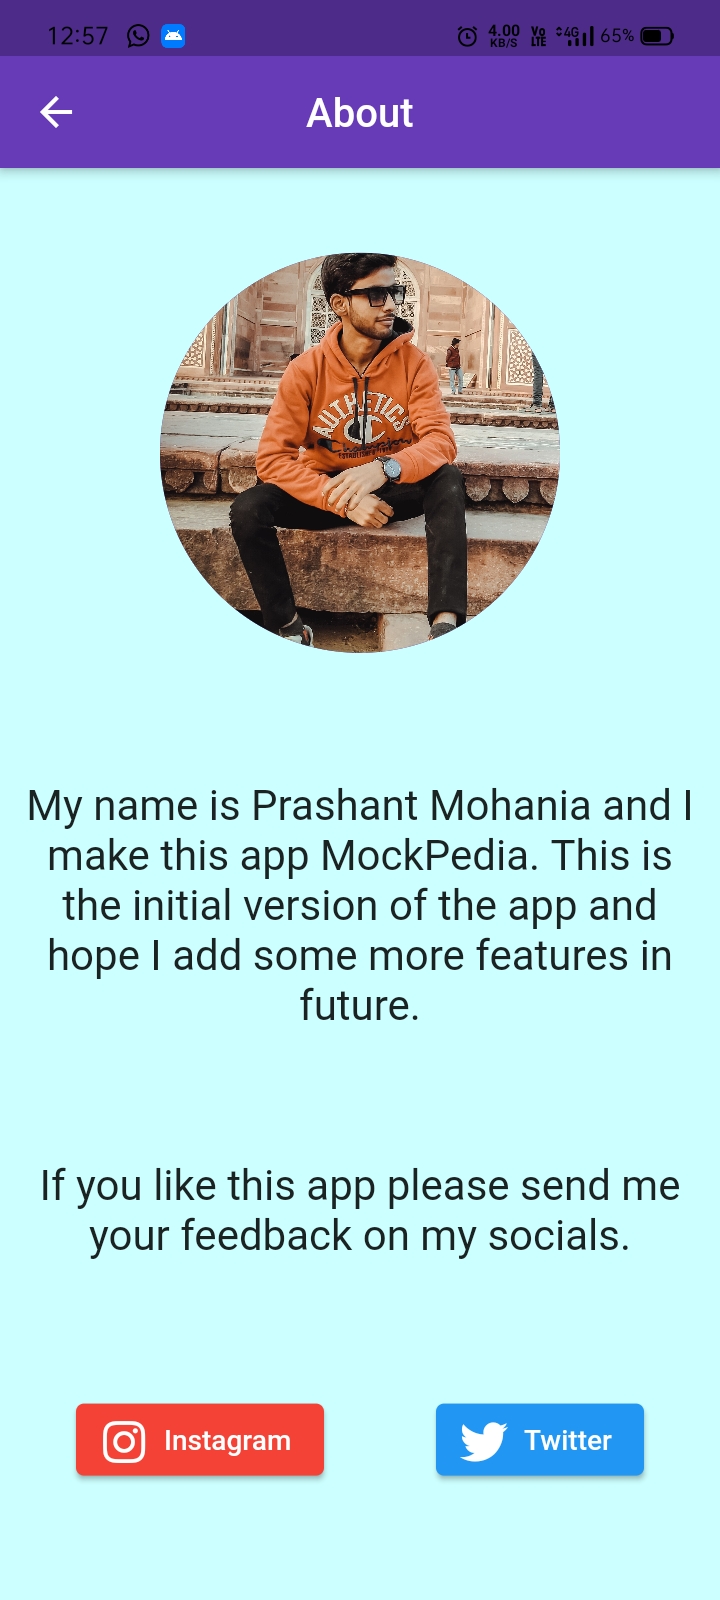 12:57 4.00 KB/S Vo LTE 4G 65%
About
AUTHENTICS
C
Champion
My name is Prashant Mohania and I
make this app MockPedia. This is
the initial version of the app and
hope I add some more features in
future.
If you like this app please send me
your feedback on my socials.
Instagram Twitter